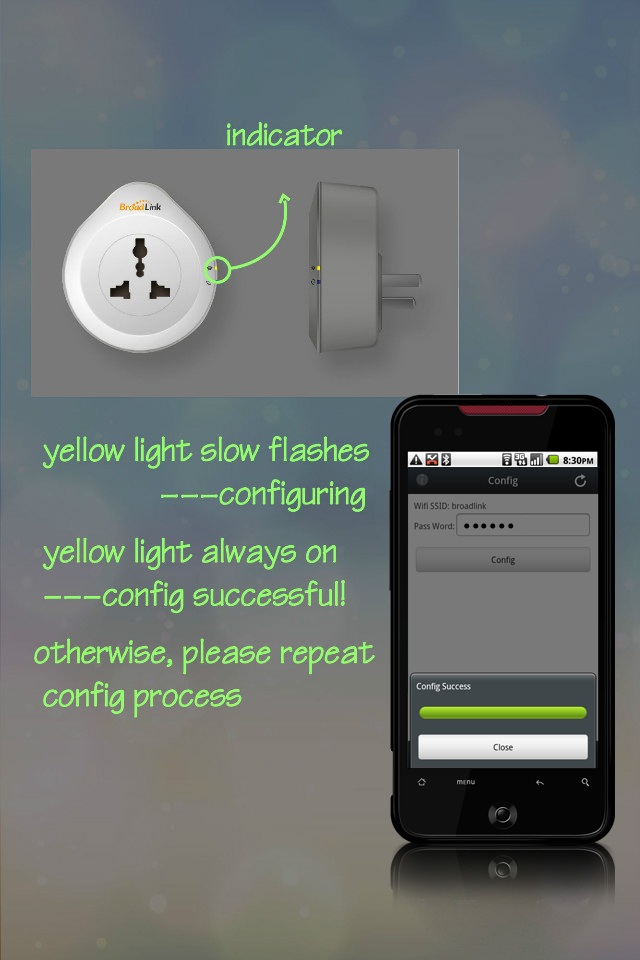 indicator
BroadLink
yellow light slow flashes
---configuring
yellow light always on
---config successful!
otherwise, please repeat
config process
3G
8:30PM
Config
Wifi SSID: broadlink
Pass Word: ●●●●●●
Config
Config Success
Close
MENU